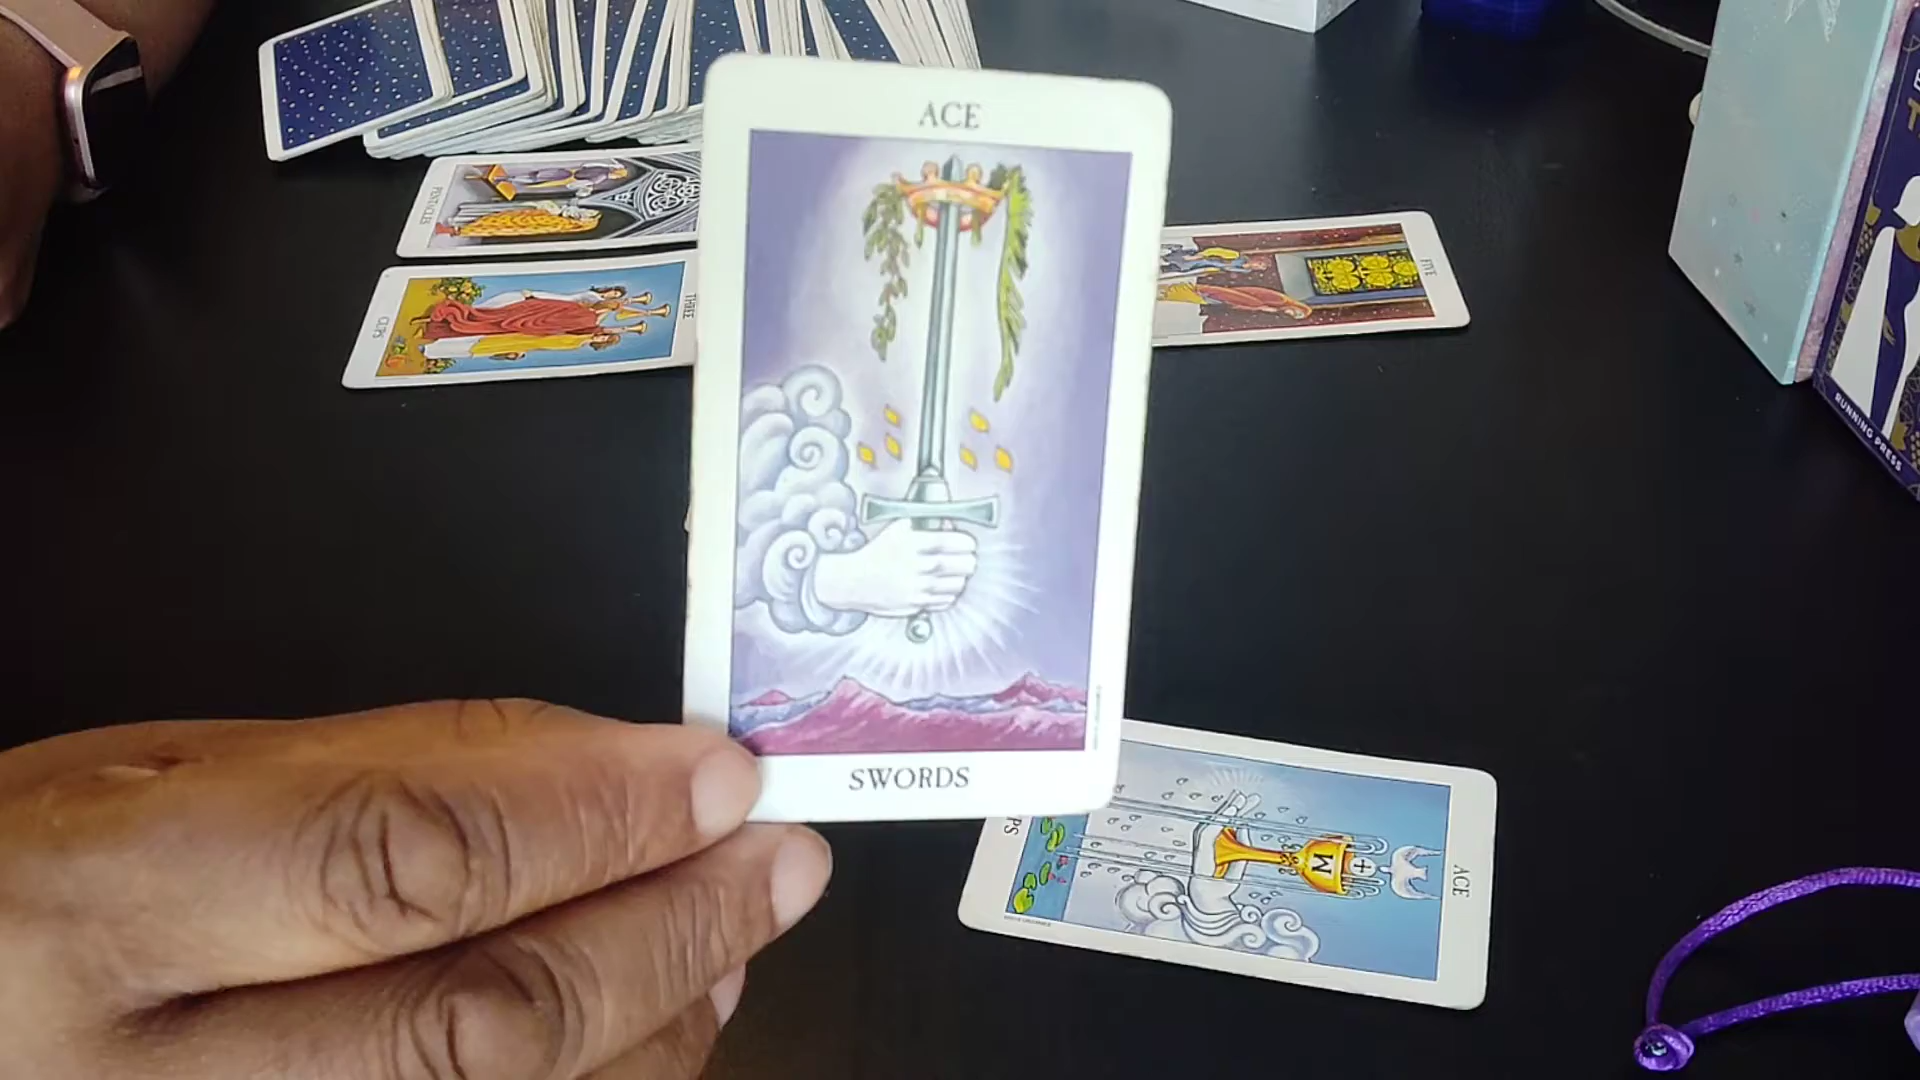 ACE
SWORDS
PENTACLES
THREE
CUPS
FIVE
ACE
M
RUNNING PRESS